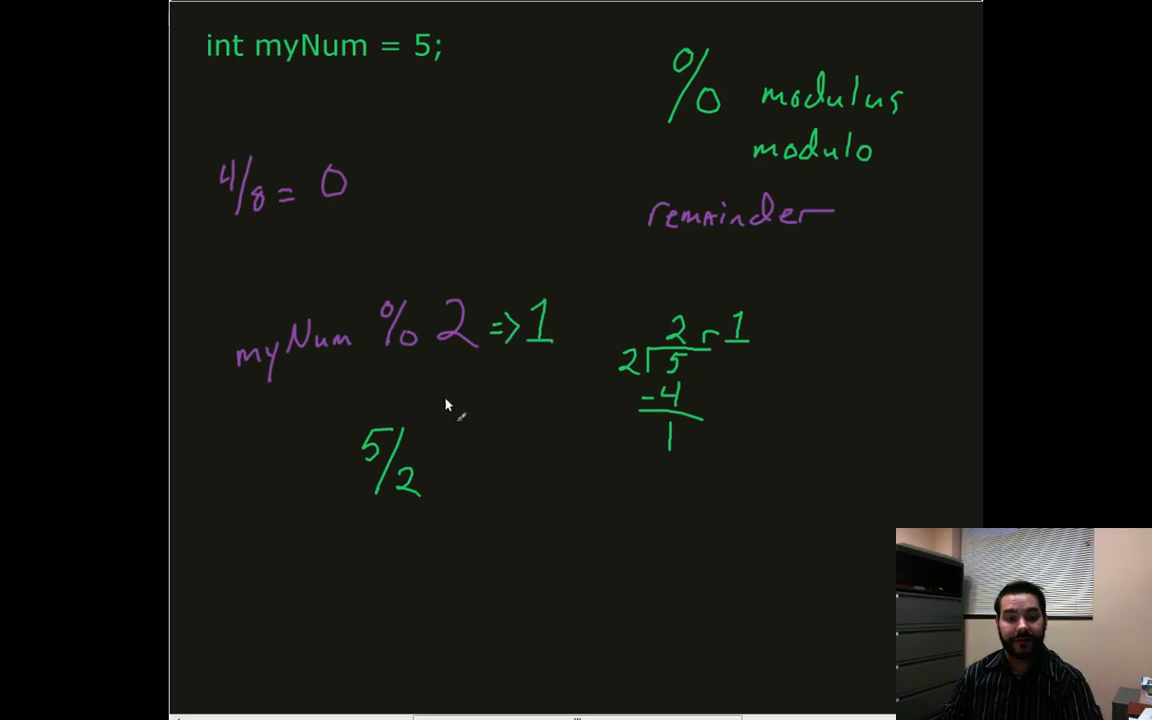 int myNum = 5;
% modulus
modulo
4/8 = 0
remainder
myNum % 2 => 1
2 r 1
2 5
-4
1
5/2